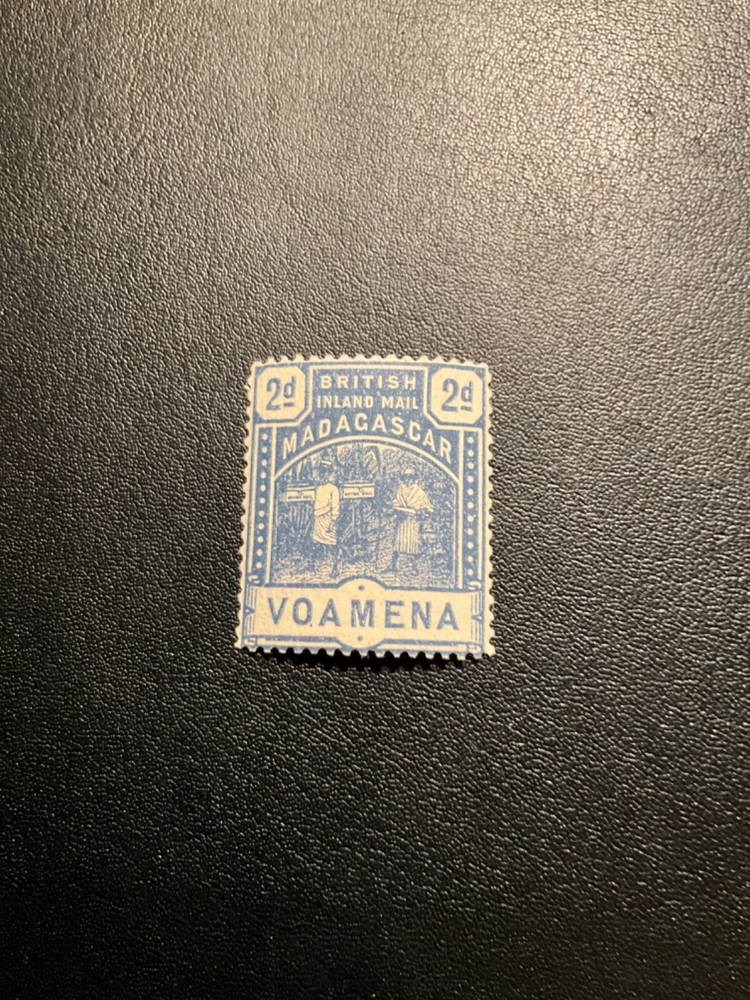 2d BRITISH 2d
INLAND MAIL
MADAGASCAR
VOAMENA